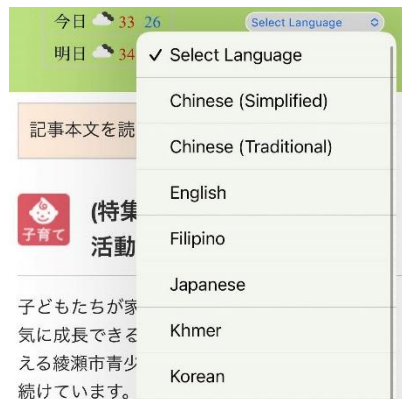 今日 33 26 Select Language
明日 34
✓ Select Language
Chinese (Simplified)
Chinese (Traditional)
English
Filipino
Japanese
Khmer
Korean
記事本文を読
子育て
(特集
活動
子どもたちが家
気に成長できる
える綾瀬市青少
続けています。